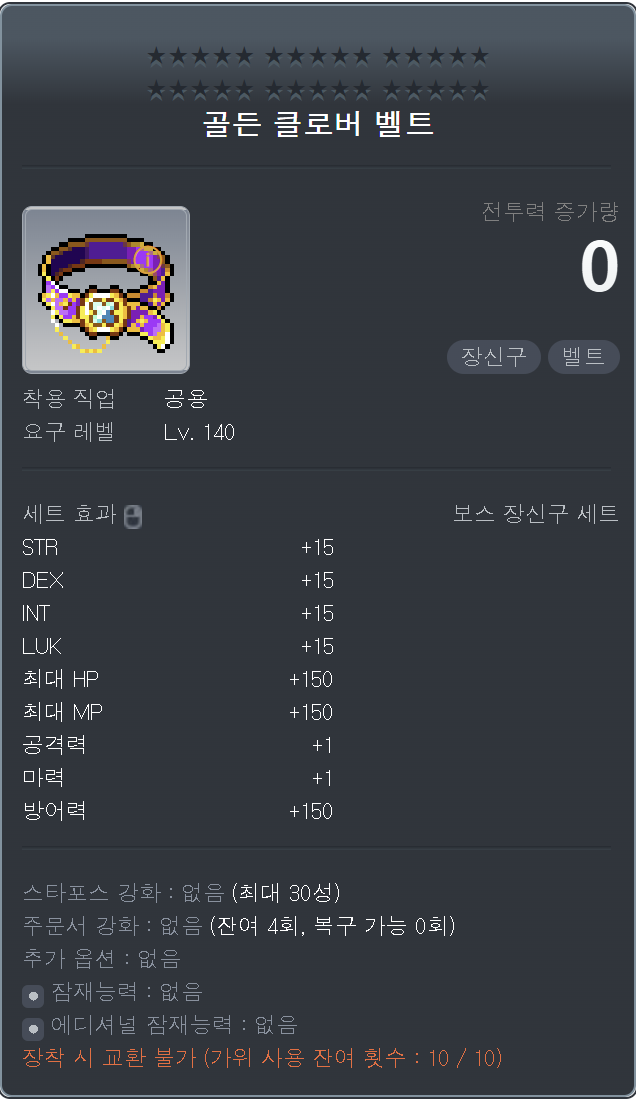 골든 클로버 벨트
전투력 증가량
0
장신구 벨트
착용 직업 공용
요구 레벨 Lv. 140
세트 효과 보스 장신구 세트
STR +15
DEX +15
INT +15
LUK +15
최대 HP +150
최대 MP +150
공격력 +1
마력 +1
방어력 +150
스타포스 강화 : 없음 (최대 30성)
주문서 강화 : 없음 (잔여 4회, 복구 가능 0회)
추가 옵션 : 없음
잠재능력 : 없음
에디셔널 잠재능력 : 없음
장착 시 교환 불가 (가위 사용 잔여 횟수 : 10 / 10)